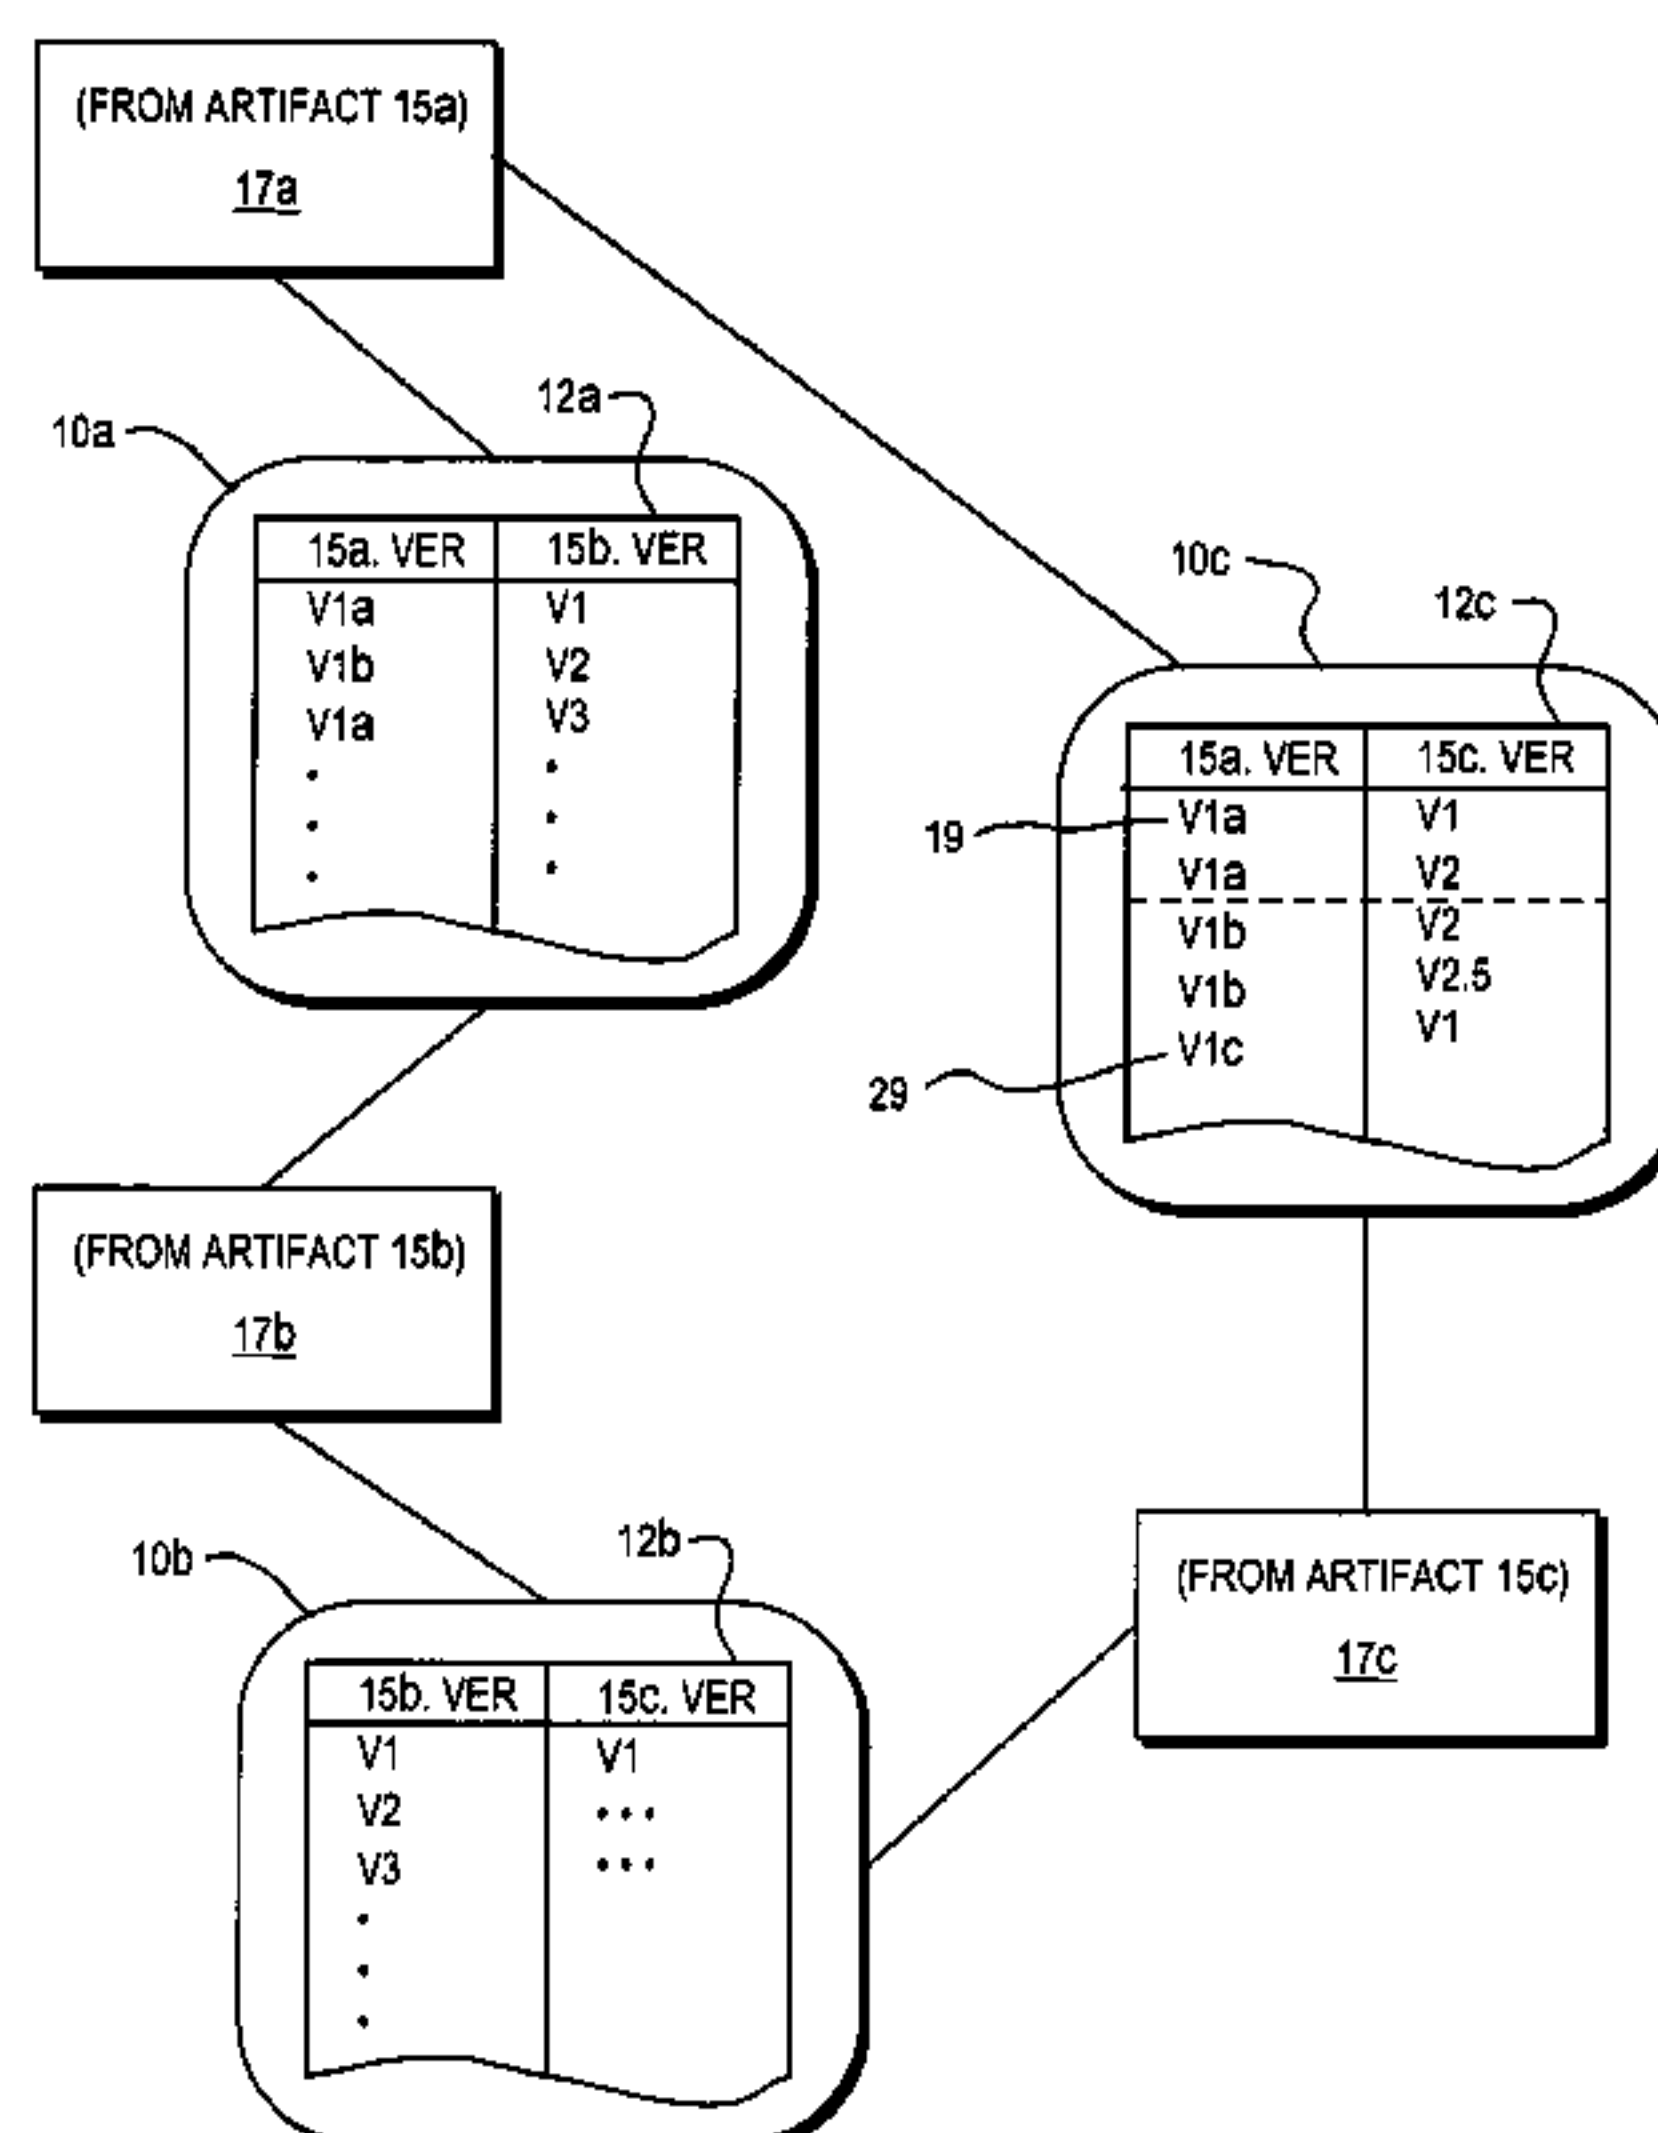 (FROM ARTIFACT 15a)
17a
12a
10a
15a. VER 15b. VER
V1a V1
V1b V2
V1a V3
10c
12c
15a. VER 15c. VER
19
V1a V1
V1a V2
V1b V2
V1b V2.5
V1c V1
29
(FROM ARTIFACT 15b)
17b
(FROM ARTIFACT 15c)
17c
12b
10b
15b. VER 15c. VER
V1 V1
V2 • • •
V3 • • •